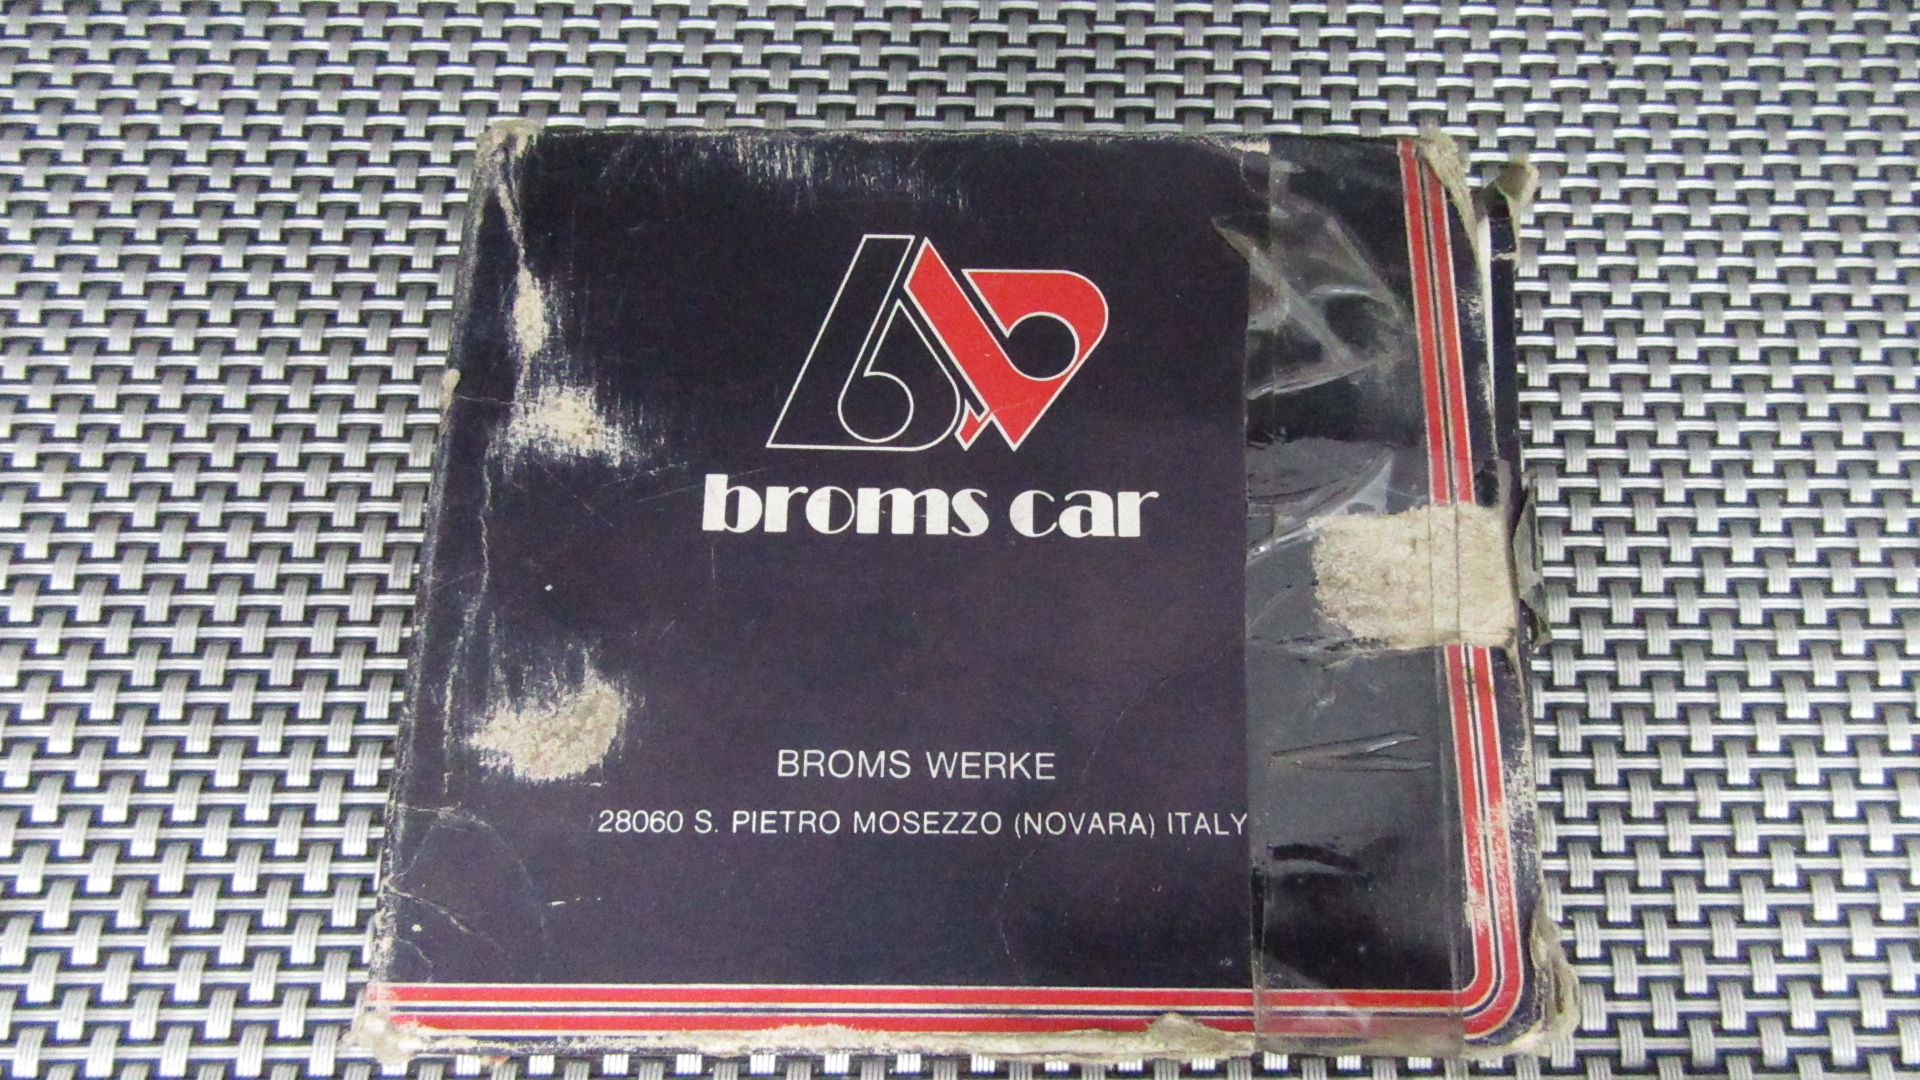 broms car
BROMS WERKE
28060 S. PIETRO MOSEZZO (NOVARA) ITALY